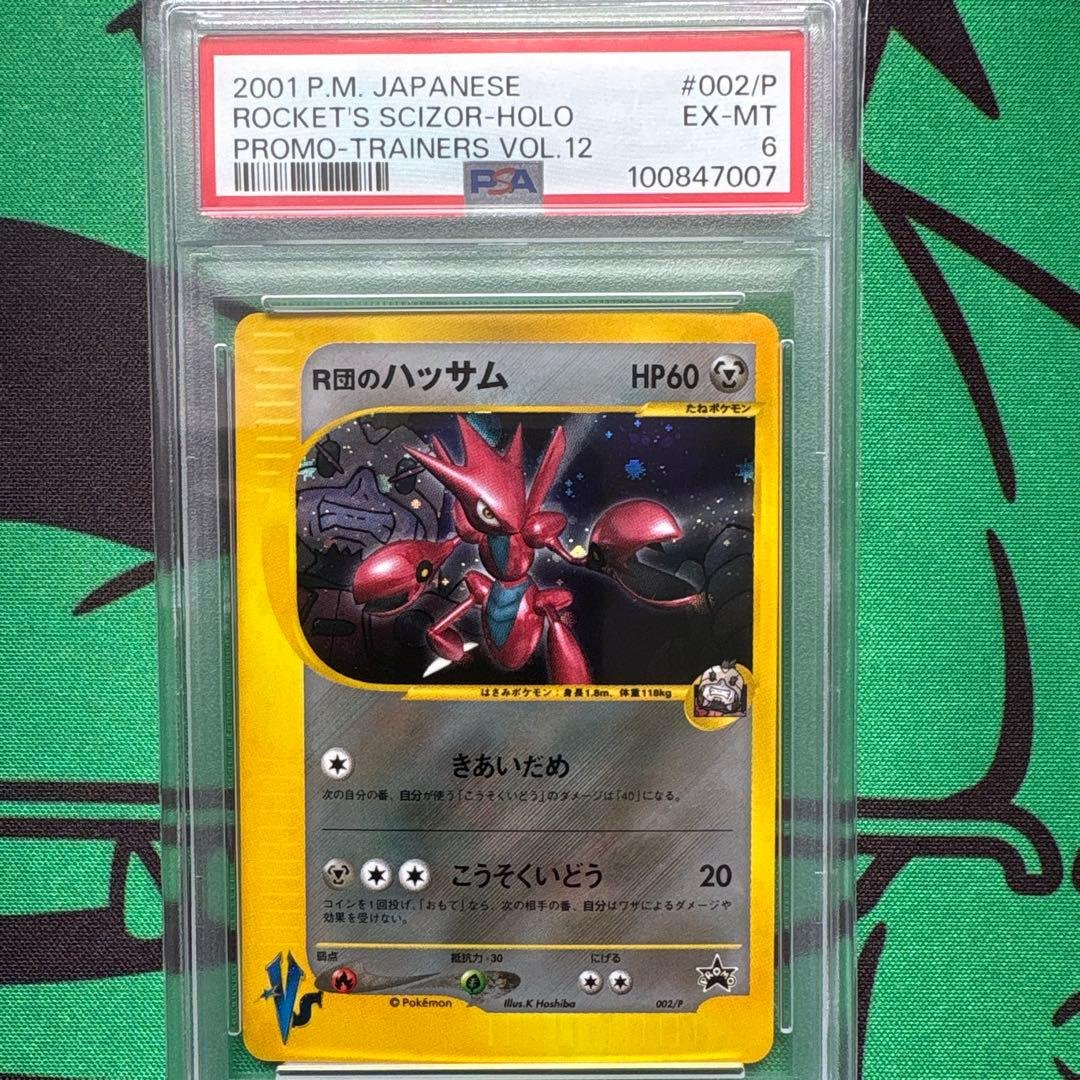 2001 P.M. JAPANESE #002/P
ROCKET'S SCIZOR-HOLO EX-MT
PROMO-TRAINERS VOL.12 6
PSA 100847007
R団のハッサム HP60
たねポケモン
はさみポケモン：身長1.8m、体重118kg
きあいだめ
次の自分の番、自分が使う「こうそくいどう」のダメージは「40」になる。
こうそくいどう 20
コインを1回投げ、「おもて」なら、次の相手の番、自分はワザによるダメージや
効果を受けない。
弱点 抵抗力・30 にげる
PROMO
Vs ©Pokémon Illus.K Hoshiba 002/P